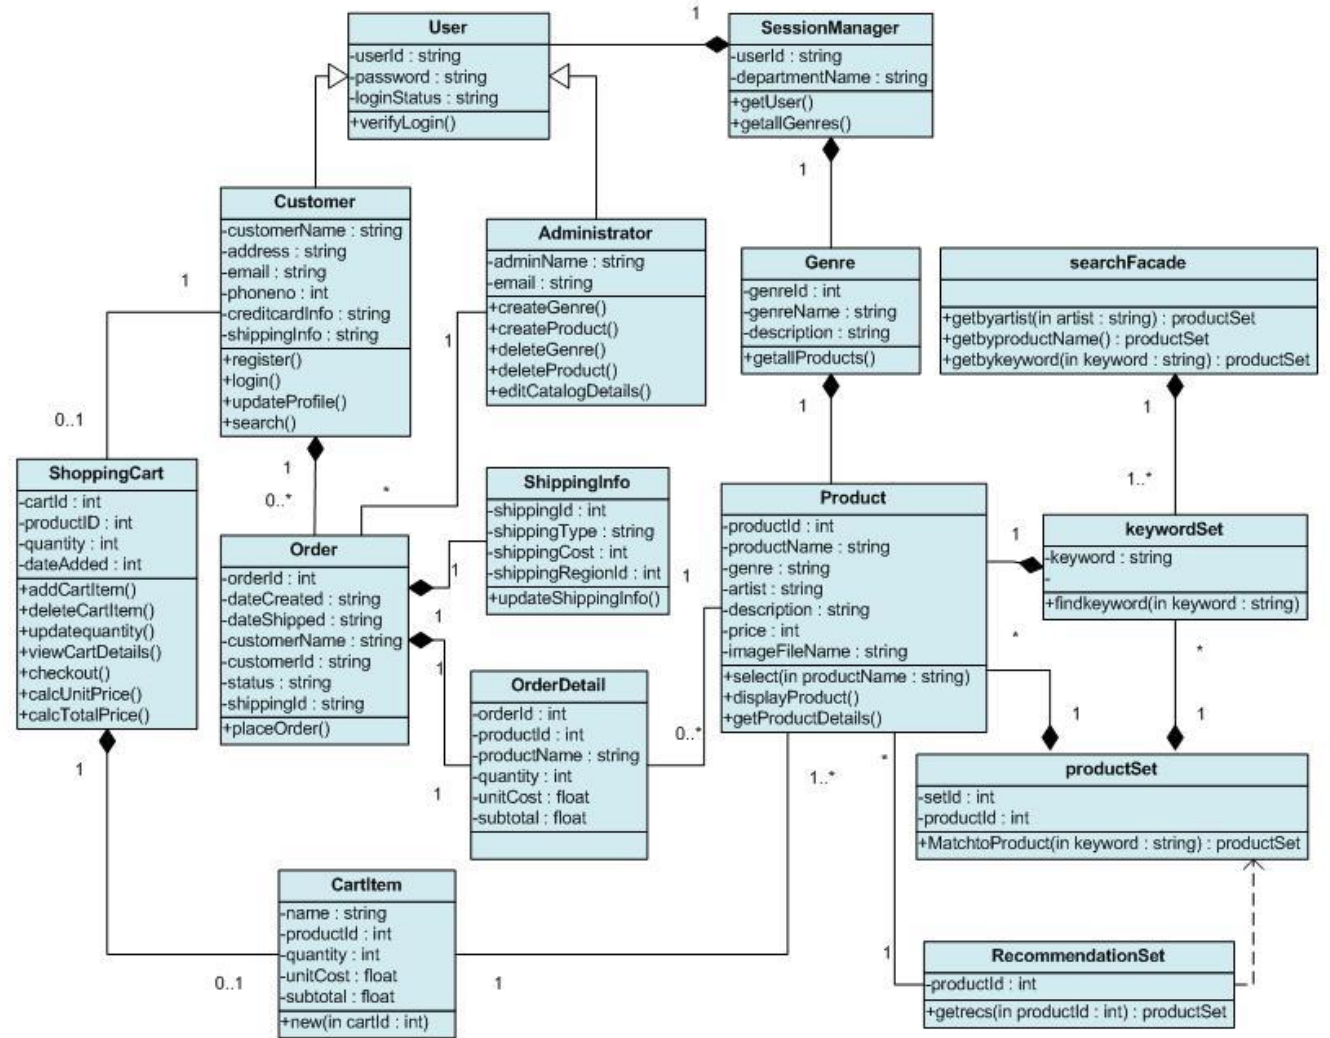 User
-userId : string
-password : string
-loginStatus : string
+verifyLogin()
1
SessionManager
-userId : string
-departmentName : string
+getUser()
+getallGenres()
1
Customer
-customerName : string
-address : string
-email : string
-phoneno : int
-creditcardInfo : string
-shippingInfo : string
+register()
+login()
+updateProfile()
+search()
1
0..1
1
0..*
Administrator
-adminName : string
-email : string
+createGenre()
+createProduct()
+deleteGenre()
+deleteProduct()
+editCatalogDetails()
1
*
Genre
-genreId : int
-genreName : string
-description : string
+getallProducts()
1
searchFacade
+getbyartist(in artist : string) : productSet
+getbyproductName() : productSet
+getbykeyword(in keyword : string) : productSet
1
1..*
ShoppingCart
-cartId : int
-productID : int
-quantity : int
-dateAdded : int
+addCartItem()
+deleteCartItem()
+updatequantity()
+viewCartDetails()
+checkout()
+calcUnitPrice()
+calcTotalPrice()
1
0..1
Order
-orderId : int
-dateCreated : string
-dateShipped : string
-customerName : string
-customerId : string
-status : string
-shippingId : string
+placeOrder()
1
1
1
1
ShippingInfo
-shippingId : int
-shippingType : string
-shippingCost : int
-shippingRegionId : int
+updateShippingInfo()
OrderDetail
-orderId : int
-productId : int
-productName : string
-quantity : int
-unitCost : float
-subtotal : float
1
0..*
Product
-productId : int
-productName : string
-genre : string
-artist : string
-description : string
-price : int
-imageFileName : string
+select(in productName : string)
+displayProduct()
+getProductDetails()
1
*
1..*
*
keywordSet
-keyword : string
-
+findkeyword(in keyword : string)
*
1
1
productSet
-setId : int
-productId : int
+MatchtoProduct(in keyword : string) : productSet
CartItem
-name : string
-productId : int
-quantity : int
-unitCost : float
-subtotal : float
+new(in cartId : int)
1
1
RecommendationSet
-productId : int
+getrecs(in productId : int) : productSet